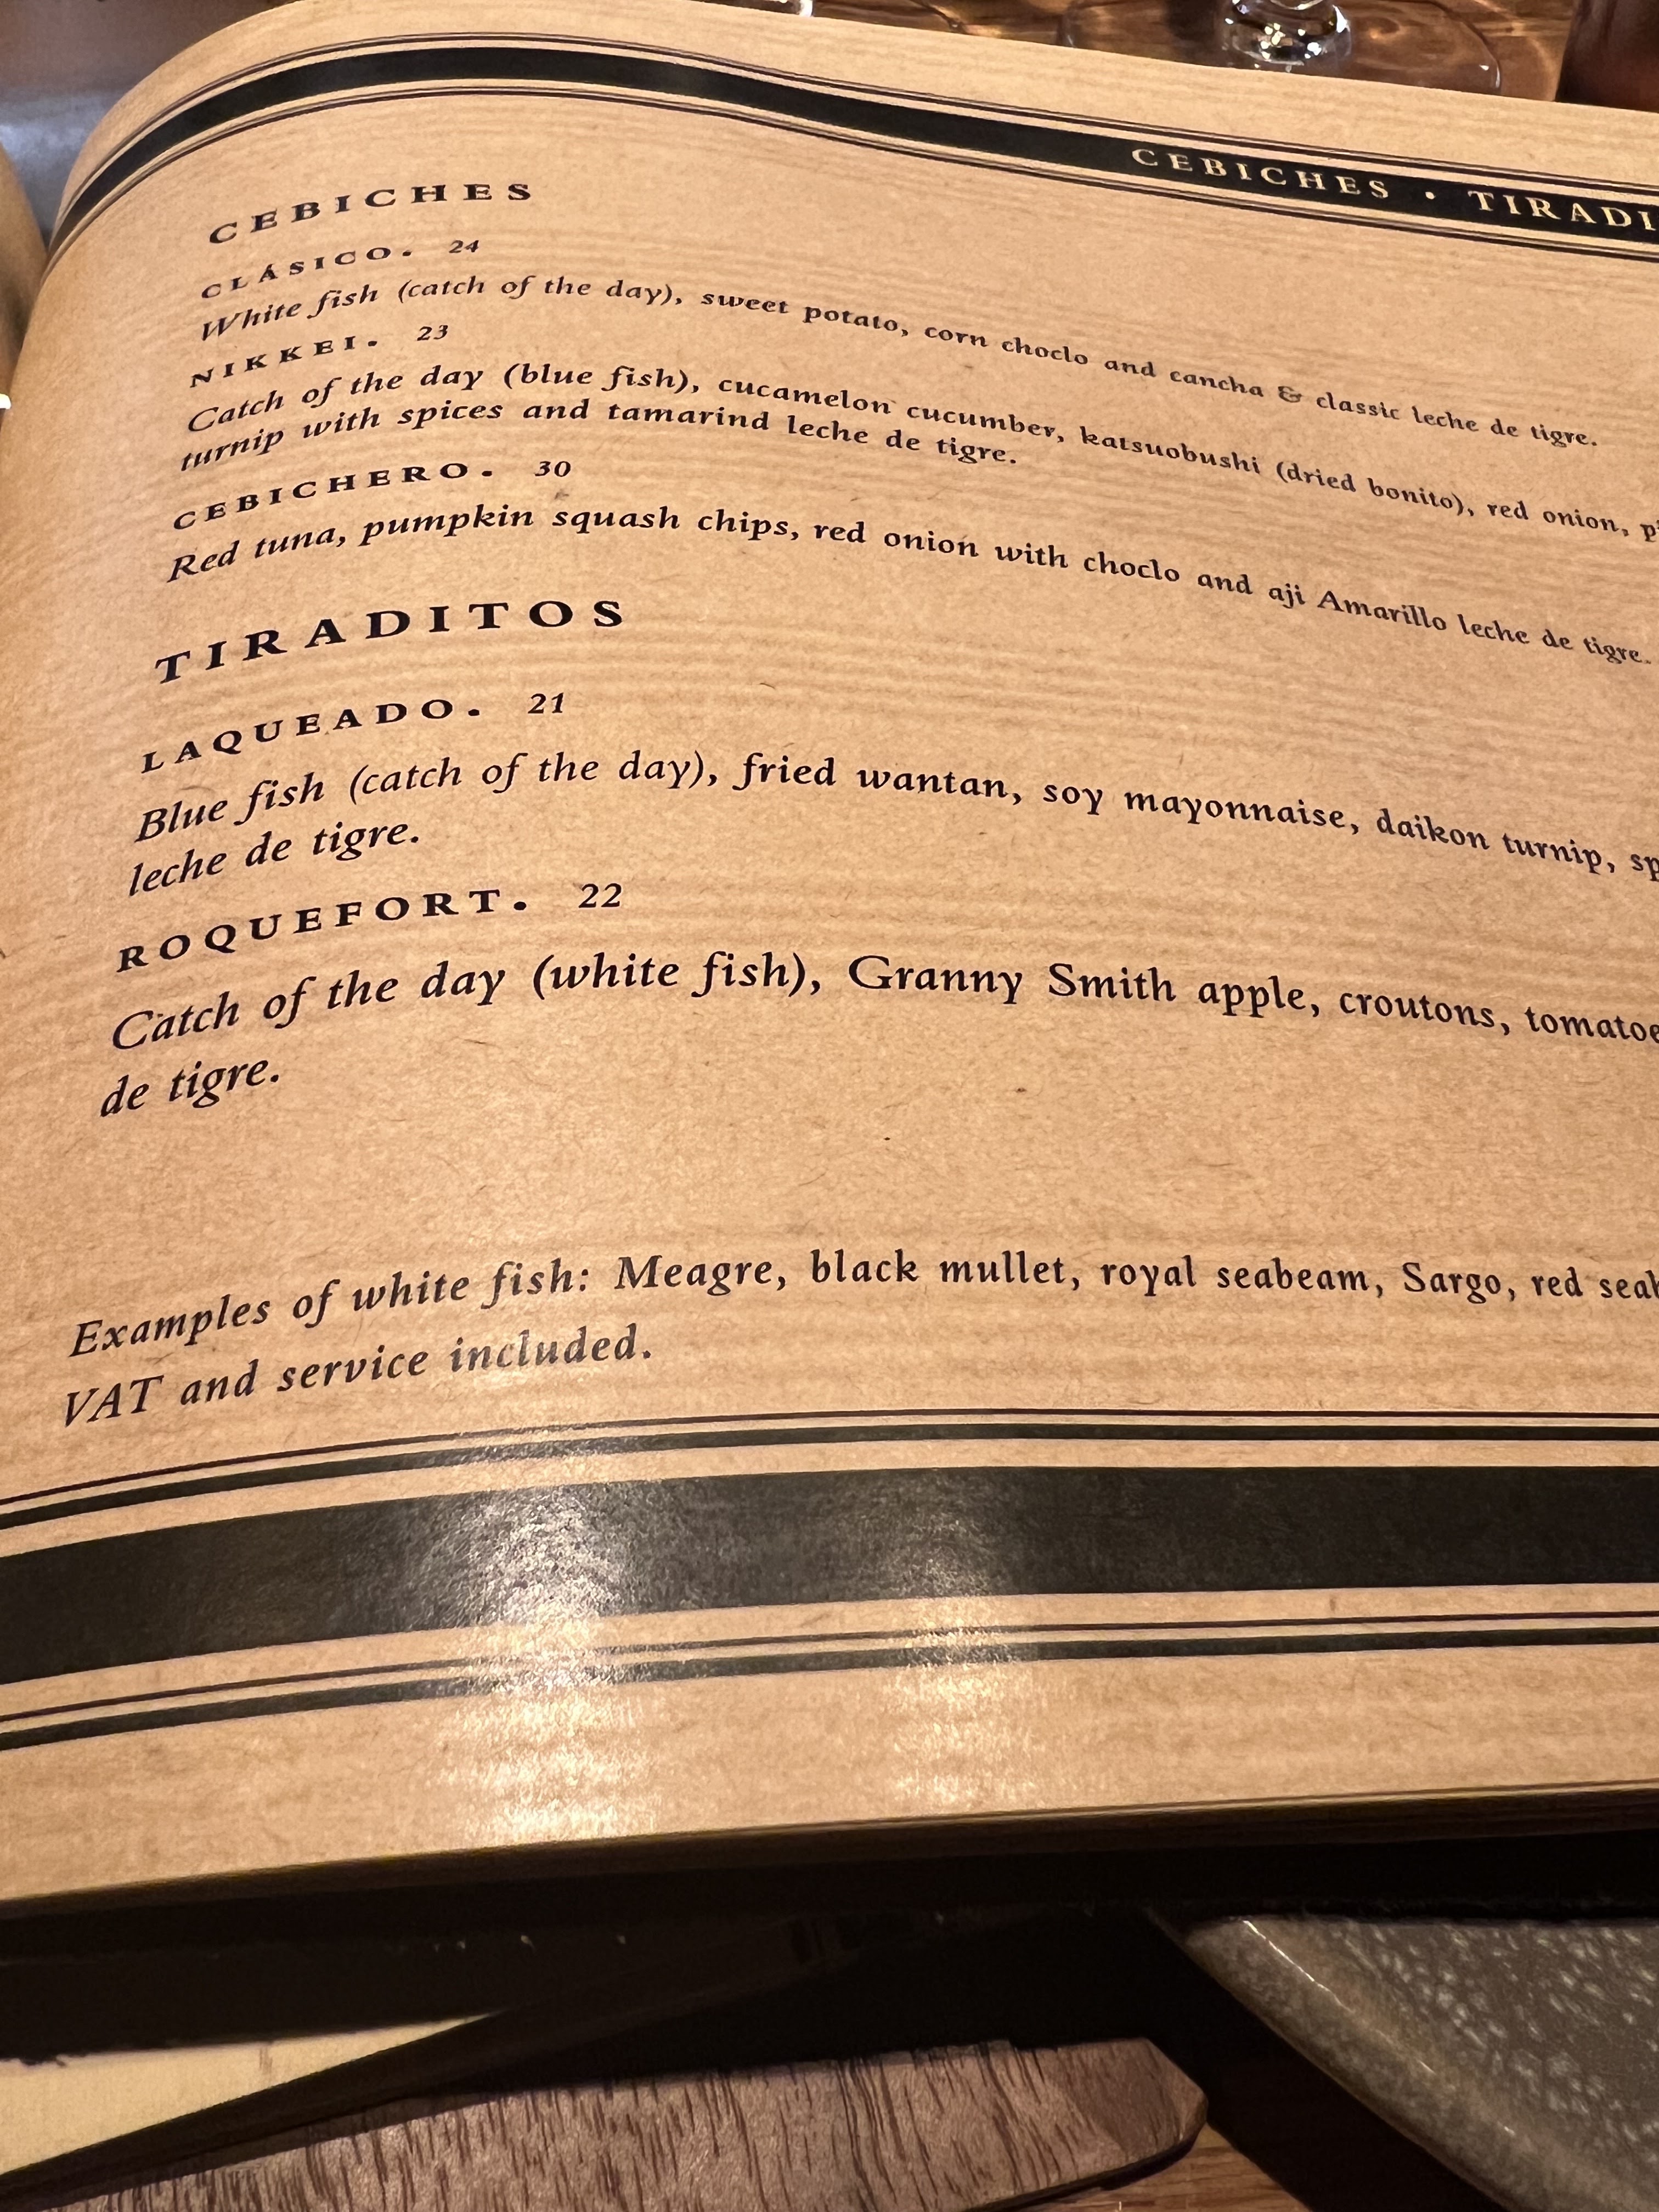 CEBICHES • TIRADI
CEBICHES
CLÁSICO. 24
White fish (catch of the day), sweet potato, corn choclo and cancha & classic leche de tigre.
NIKKEI. 23
Catch of the day (blue fish), cucamelon cucumber, katsuobushi (dried bonito), red onion,
turnip with spices and tamarind leche de tigre.
CEBICHERO. 30
Red tuna, pumpkin squash chips, red onion with choclo and aji Amarillo leche de tigre.
TIRADITOS
LAQUEADO. 21
Blue fish (catch of the day), fried wantan, soy mayonnaise, daikon turnip, sp
leche de tigre.
ROQUEFORT. 22
Catch of the day (white fish), Granny Smith apple, croutons, tomatoe
de tigre.
Examples of white fish: Meagre, black mullet, royal seabeam, Sargo, red seab
VAT and service included.